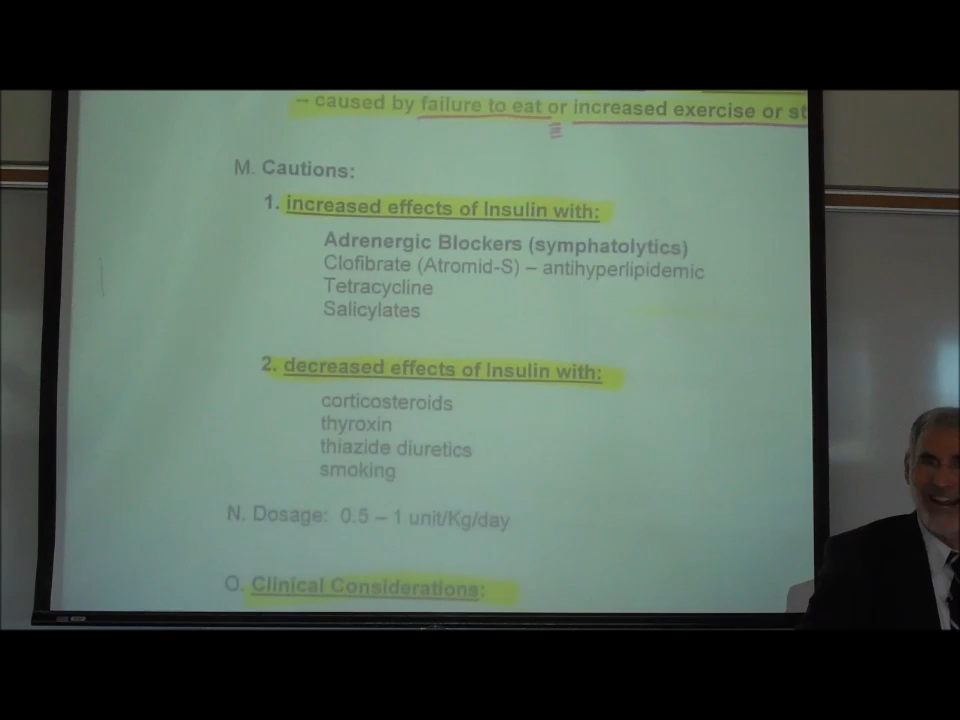 -- caused by failure to eat or increased exercise or st
M. Cautions:
1. increased effects of Insulin with:
Adrenergic Blockers (symphatolytics)
Clofibrate (Atromid-S) – antihyperlipidemic
Tetracycline
Salicylates
2. decreased effects of Insulin with:
corticosteroids
thyroxin
thiazide diuretics
smoking
N. Dosage: 0.5 – 1 unit/Kg/day
O. Clinical Considerations: